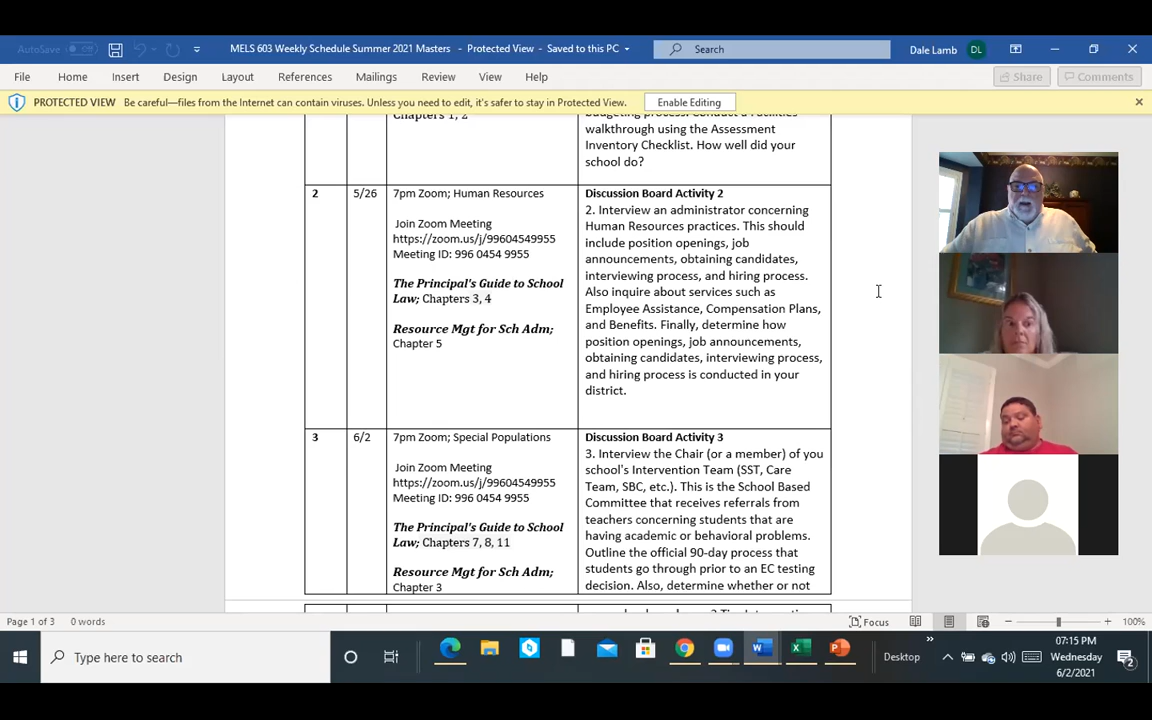 AutoSave
Off
MELS 603 Weekly Schedule Summer 2021 Masters - Protected View - Saved to this PC
Search
Dale Lamb
DL
File Home Insert Design Layout References Mailings Review View Help
Share
Comments
PROTECTED VIEW Be careful—files from the Internet can contain viruses. Unless you need to edit, it's safer to stay in Protected View.
Enable Editing
Chapters 1, 2
budgeting process. Conduct a Facilities
walkthrough using the Assessment
Inventory Checklist. How well did your
school do?
2
5/26
7pm Zoom; Human Resources
Join Zoom Meeting
https://zoom.us/j/99604549955
Meeting ID: 996 0454 9955
The Principal's Guide to School
Law; Chapters 3, 4
Resource Mgt for Sch Adm;
Chapter 5
Discussion Board Activity 2
2. Interview an administrator concerning
Human Resources practices. This should
include position openings, job
announcements, obtaining candidates,
interviewing process, and hiring process.
Also inquire about services such as
Employee Assistance, Compensation Plans,
and Benefits. Finally, determine how
position openings, job announcements,
obtaining candidates, interviewing process,
and hiring process is conducted in your
district.
3
6/2
7pm Zoom; Special Populations
Join Zoom Meeting
https://zoom.us/j/99604549955
Meeting ID: 996 0454 9955
The Principal's Guide to School
Law; Chapters 7, 8, 11
Resource Mgt for Sch Adm;
Chapter 3
Discussion Board Activity 3
3. Interview the Chair (or a member) of you
school's Intervention Team (SST, Care
Team, SBC, etc.). This is the School Based
Committee that receives referrals from
teachers concerning students that are
having academic or behavioral problems.
Outline the official 90-day process that
students go through prior to an EC testing
decision. Also, determine whether or not
Page 1 of 3
0 words
Focus
100%
Type here to search
Desktop
07:15 PM
Wednesday
6/2/2021
2